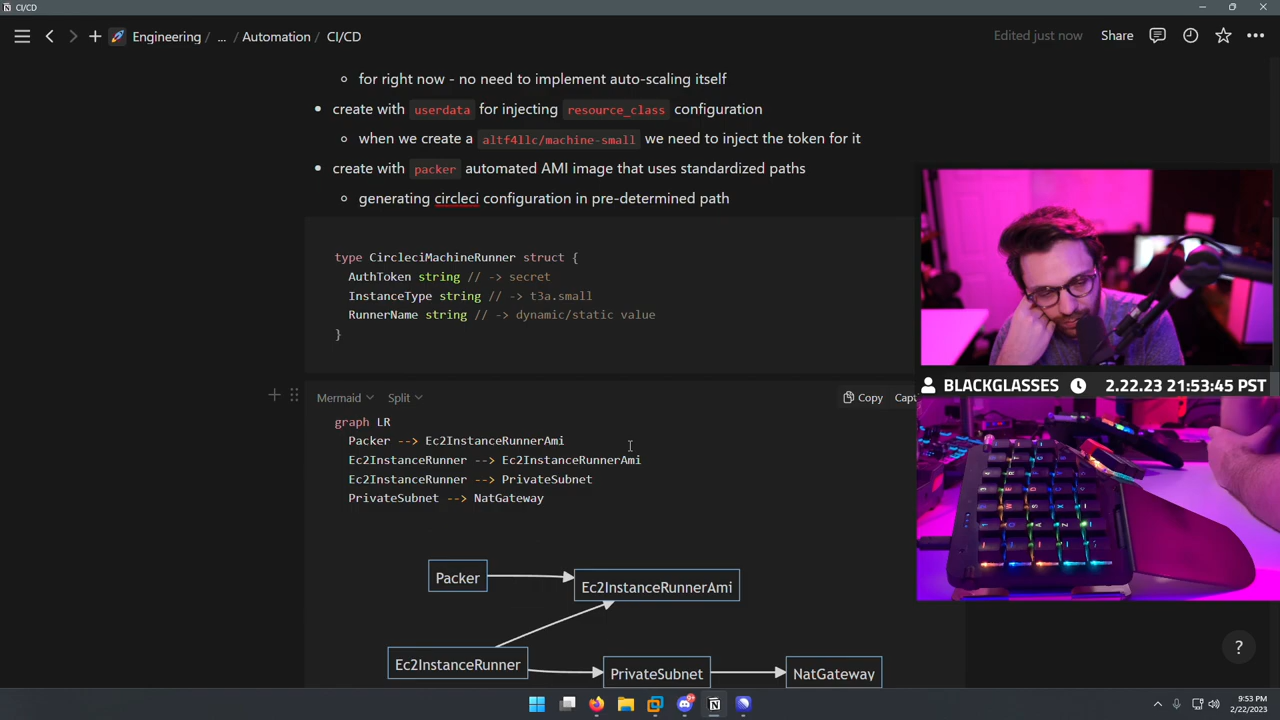 CI/CD
Engineering / ... / Automation / CI/CD
Edited just now
Share
for right now - no need to implement auto-scaling itself
create with userdata for injecting resource_class configuration
when we create a altf4llc/machine-small we need to inject the token for it
create with packer automated AMI image that uses standardized paths
generating circleci configuration in pre-determined path
type CircleciMachineRunner struct {
AuthToken string // -> secret
InstanceType string // -> t3a.small
RunnerName string // -> dynamic/static value
}
Mermaid
Split
Copy
Cap
graph LR
Packer --> Ec2InstanceRunnerAmi
Ec2InstanceRunner --> Ec2InstanceRunnerAmi
Ec2InstanceRunner --> PrivateSubnet
PrivateSubnet --> NatGateway
Packer
Ec2InstanceRunnerAmi
Ec2InstanceRunner
PrivateSubnet
NatGateway
BLACKGLASSES
2.22.23 21:53:45 PST
?
9:53 PM
2/22/2023